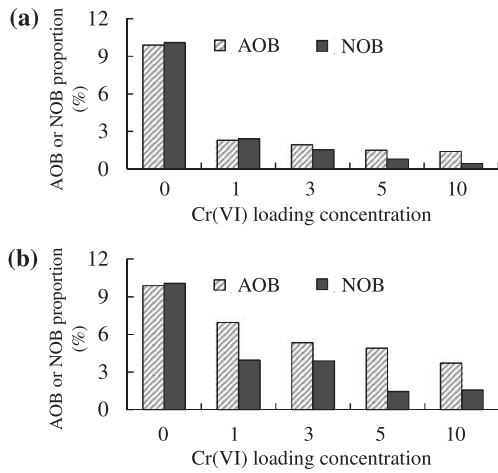 (a)
AOB or NOB proportion
(%)
12
9
6
3
0
AOB
NOB
0 1 3 5 10
Cr(VI) loading concentration
(b)
AOB or NOB proportion
(%)
12
9
6
3
0
AOB
NOB
0 1 3 5 10
Cr(VI) loading concentration